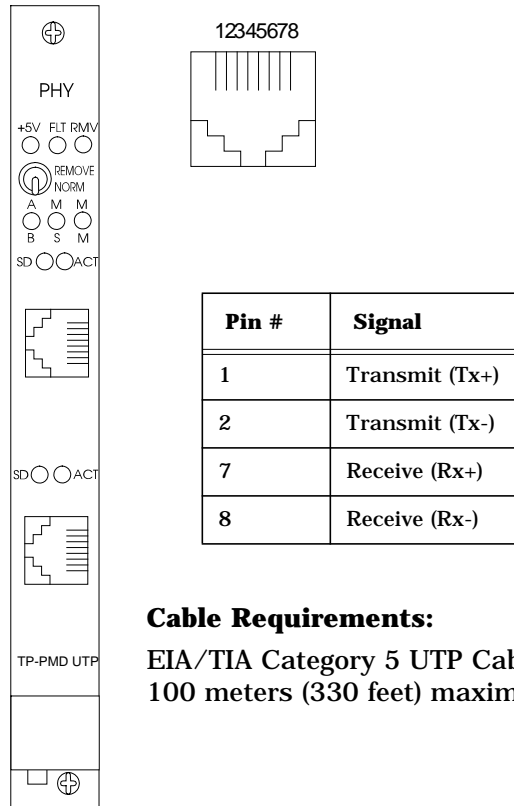 12345678
PHY
+5V FLT RMV
REMOVE
NORM
A M M
B S M
SD ACT
SD ACT
TP-PMD UTP
Pin # Signal
1 Transmit (Tx+)
2 Transmit (Tx-)
7 Receive (Rx+)
8 Receive (Rx-)
Cable Requirements:
EIA/TIA Category 5 UTP
100 meters (330 feet)